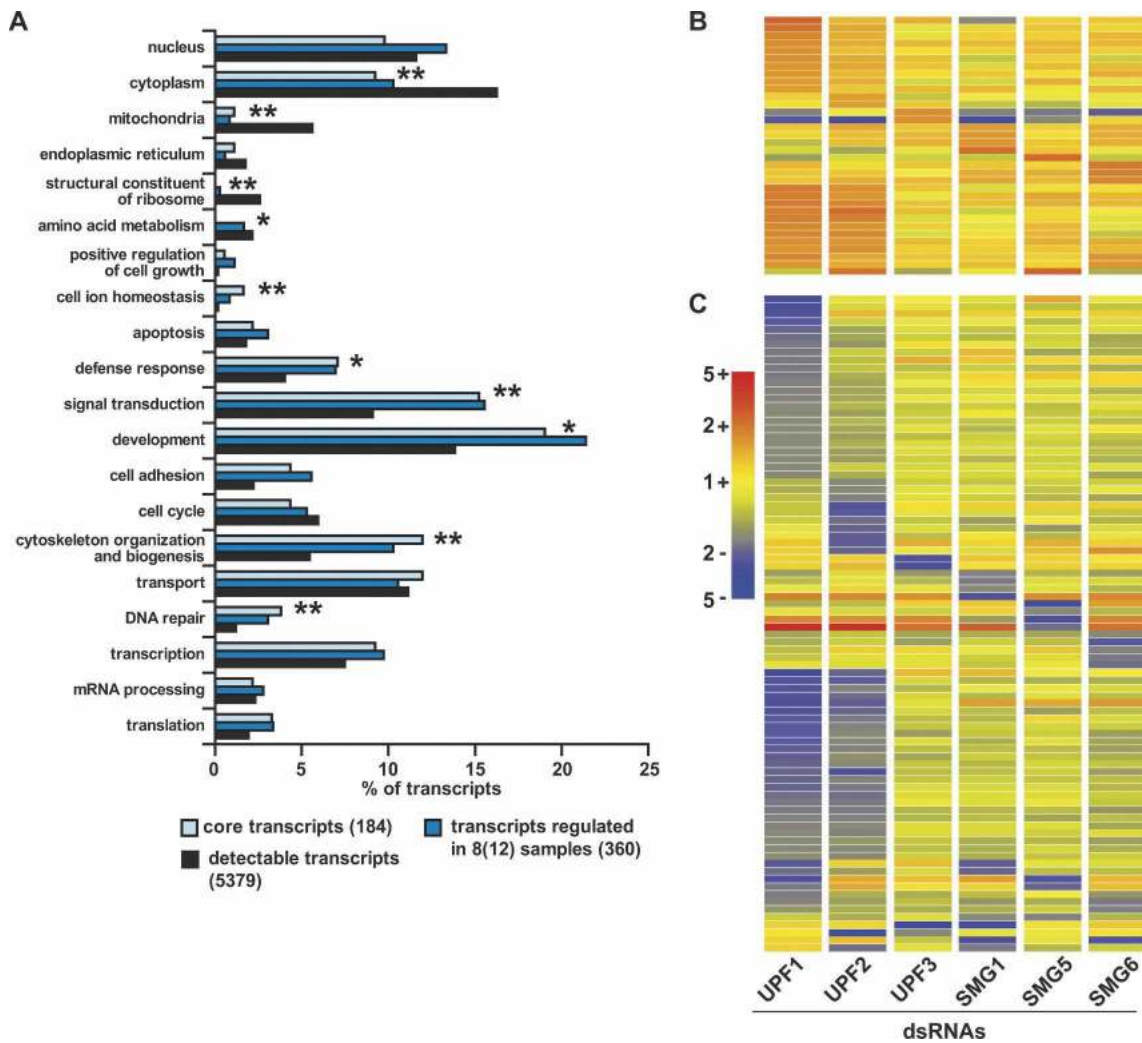 A
nucleus
cytoplasm
**
mitochondria
**
endoplasmic reticulum
structural constituent
of ribosome
**
amino acid metabolism
*
positive regulation
of cell growth
cell ion homeostasis
**
apoptosis
defense response
*
signal transduction
**
development
*
cell adhesion
cell cycle
cytoskeleton organization
and biogenesis
**
transport
DNA repair
**
transcription
mRNA processing
translation
0
5
10
15
20
25
% of transcripts
core transcripts (184)
detectable transcripts
(5379)
transcripts regulated
in 8(12) samples (360)
B
C
5+
2+
1+
2-
5-
UPF1
UPF2
UPF3
SMG1
SMG5
SMG6
dsRNAs